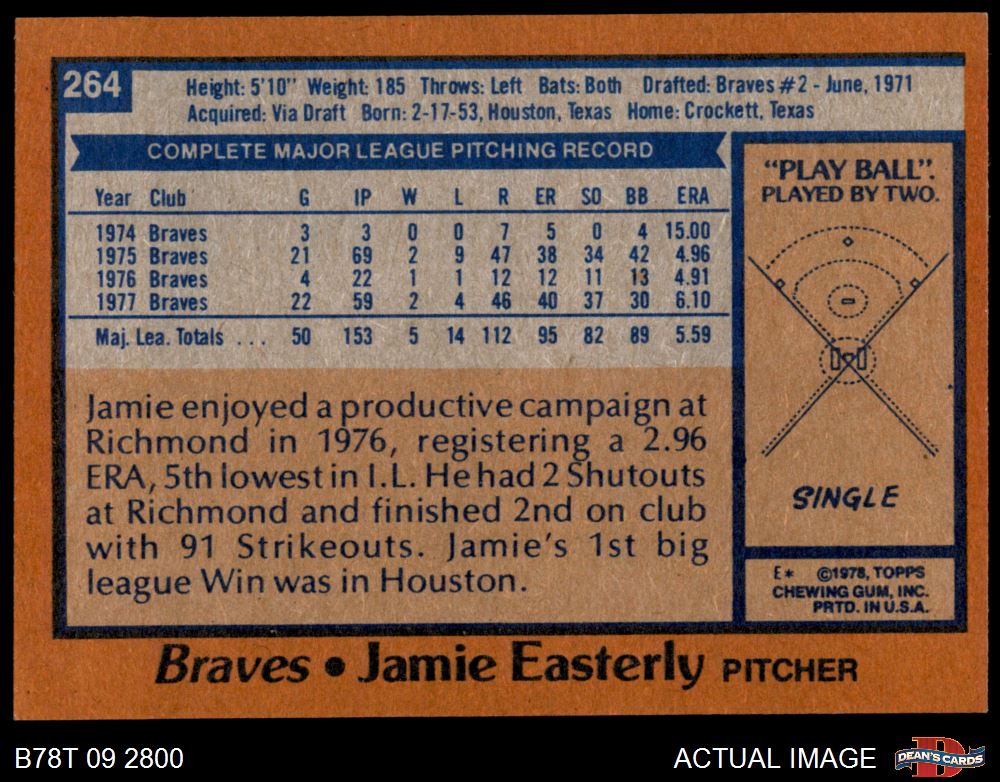 264
Height: 5'10" Weight: 185 Throws: Left Bats: Both Drafted: Braves #2 - June, 1971
Acquired: Via Draft Born: 2-17-53, Houston, Texas Home: Crockett, Texas
COMPLETE MAJOR LEAGUE PITCHING RECORD
Year Club G IP W L R ER SO BB ERA
1974 Braves 3 3 0 0 7 5 0 4 15.00
1975 Braves 21 69 2 9 47 38 34 42 4.96
1976 Braves 4 22 1 1 12 12 11 13 4.91
1977 Braves 22 59 2 4 46 40 37 30 6.10
Maj. Lea. Totals ... 50 153 5 14 112 95 82 89 5.59
Jamie enjoyed a productive campaign at
Richmond in 1976, registering a 2.96
ERA, 5th lowest in I.L. He had 2 Shutouts
at Richmond and finished 2nd on club
with 91 Strikeouts. Jamie's 1st big
league Win was in Houston.
"PLAY BALL".
PLAYED BY TWO.
SINGLE
E* ©1978, TOPPS
CHEWING GUM, INC.
PRTD. IN U.S.A.
Braves • Jamie Easterly PITCHER
B78T 09 2800
ACTUAL IMAGE
D
DEAN'S CARDS